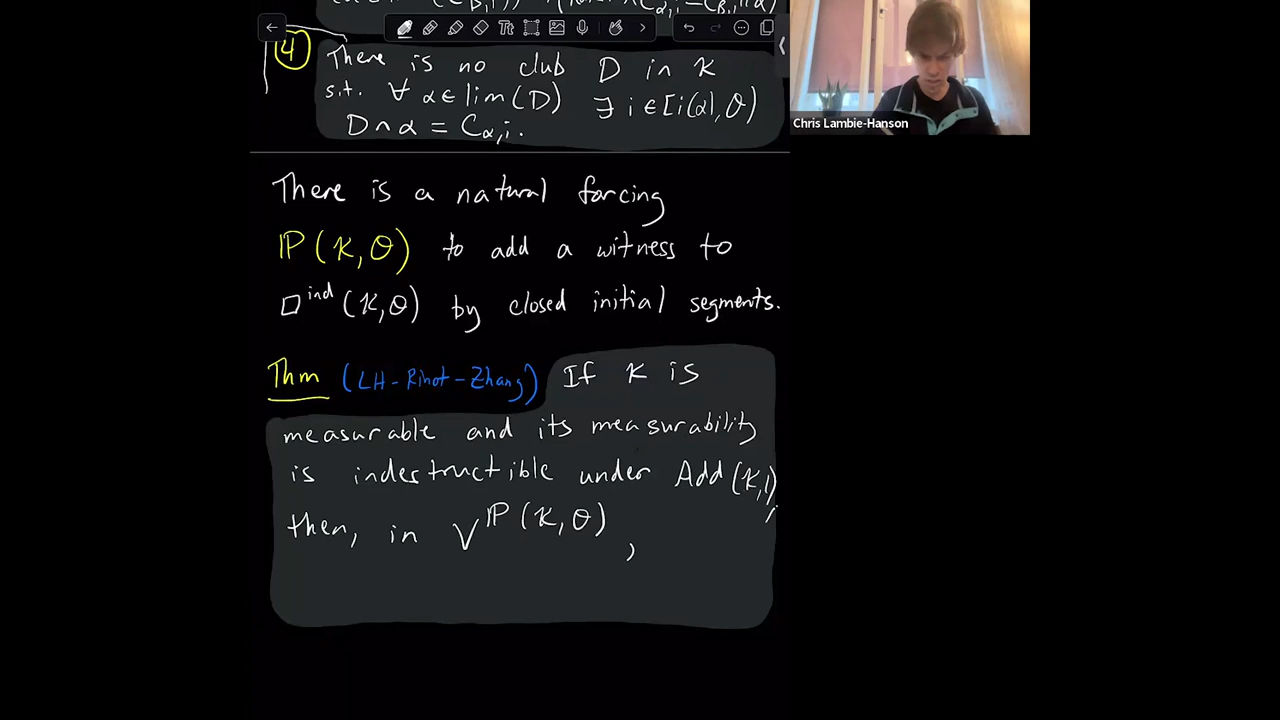 ④ There is no club D in κ
s.t. ∀ α∈lim(D) ∃ i∈[i(α),θ)
D∩α = C_{α,i}.
There is a natural forcing
ℙ(κ,θ) to add a witness to
□^{ind}(κ,θ) by closed initial segments.
Thm (LH-Rinot-Zhang) If κ is
measurable and its measurability
is indestructible under Add(κ,1),
then, in V^{ℙ(κ,θ)},
Chris Lambie-Hanson